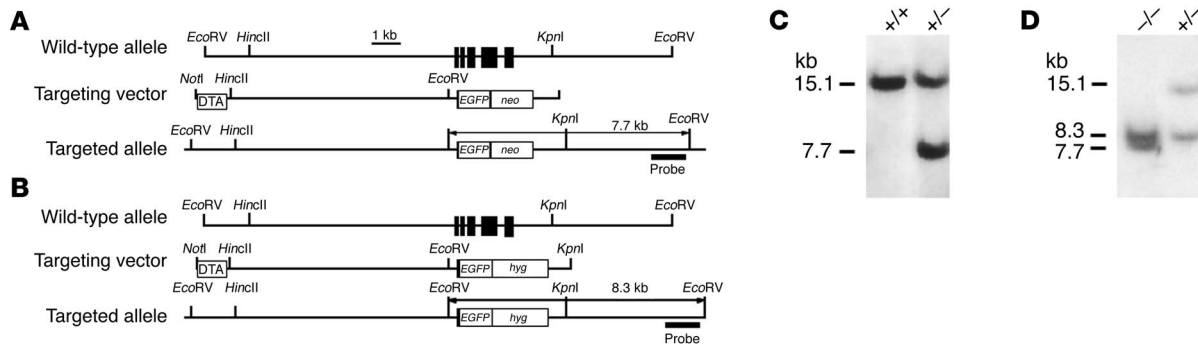 A
Wild-type allele
EcoRV
HincII
1 kb
KpnI
EcoRV
Targeting vector
NotI
HincII
DTA
EcoRV
EGFP
neo
Targeted allele
EcoRV
HincII
EGFP
neo
KpnI
7.7 kb
EcoRV
Probe
B
Wild-type allele
EcoRV
HincII
KpnI
EcoRV
Targeting vector
NotI
HincII
DTA
EcoRV
EGFP
hyg
KpnI
Targeted allele
EcoRV
HincII
EcoRV
EGFP
hyg
KpnI
8.3 kb
EcoRV
Probe
C
+/+
+/–
kb
15.1
7.7
D
–/–
+/–
kb
15.1
8.3
7.7